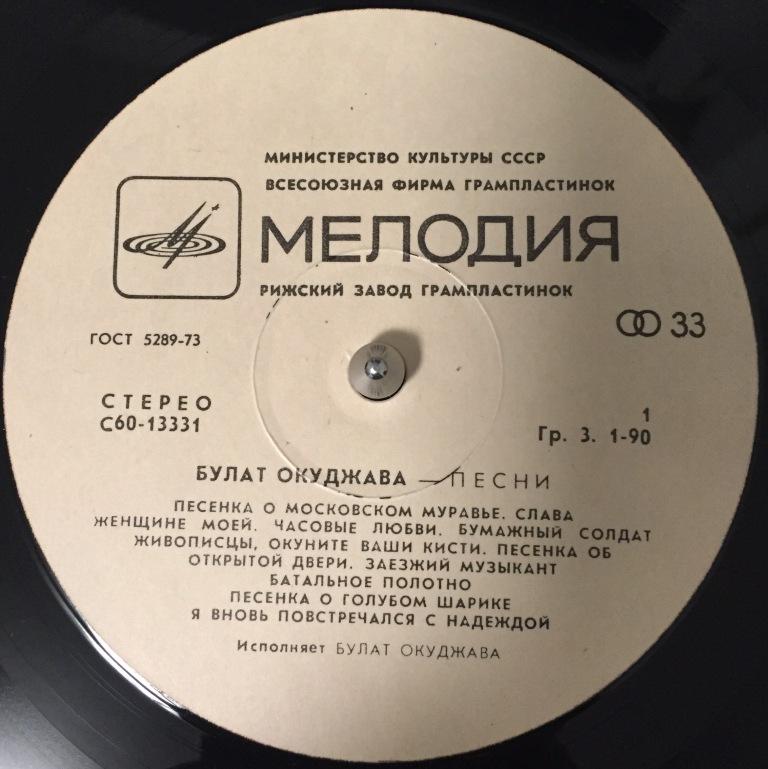 МИНИСТЕРСТВО КУЛЬТУРЫ СССР
ВСЕСОЮЗНАЯ ФИРМА ГРАМПЛАСТИНОК
МЕЛОДИЯ
РИЖСКИЙ ЗАВОД ГРАМПЛАСТИНОК
ГОСТ 5289-73
33
СТЕРЕО
С60-13331
1
Гр. 3. 1-90
БУЛАТ ОКУДЖАВА — ПЕСНИ
ПЕСЕНКА О МОСКОВСКОМ МУРАВЬЕ. СЛАВА
ЖЕНЩИНЕ МОЕЙ. ЧАСОВЫЕ ЛЮБВИ. БУМАЖНЫЙ СОЛДАТ
ЖИВОПИСЦЫ, ОКУНИТЕ ВАШИ КИСТИ. ПЕСЕНКА ОБ
ОТКРЫТОЙ ДВЕРИ. ЗАЕЗЖИЙ МУЗЫКАНТ
БАТАЛЬНОЕ ПОЛОТНО
ПЕСЕНКА О ГОЛУБОМ ШАРИКЕ
Я ВНОВЬ ПОВСТРЕЧАЛСЯ С НАДЕЖДОЙ
Исполняет БУЛАТ ОКУДЖАВА